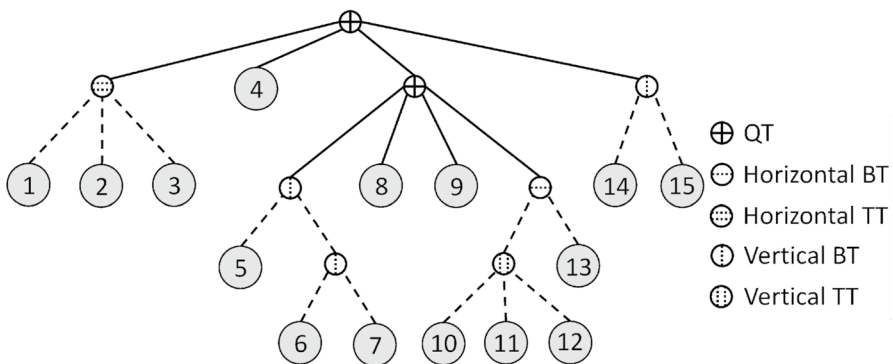 4
1 2 3 8 9 14 15
5 13
6 7 10 11 12
QT
Horizontal BT
Horizontal TT
Vertical BT
Vertical TT